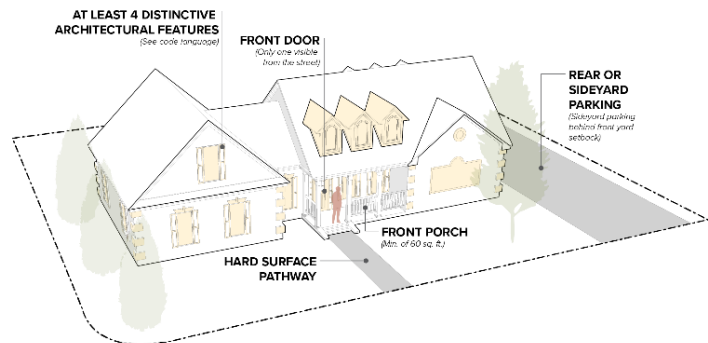 AT LEAST 4 DISTINCTIVE
ARCHITECTURAL FEATURES
(See code language)
FRONT DOOR
(Only one visible
from the street)
REAR OR
SIDEYARD
PARKING
(Sideyard parking
behind front yard
setback)
FRONT PORCH
(Min. of 60 sq. ft.)
HARD SURFACE
PATHWAY